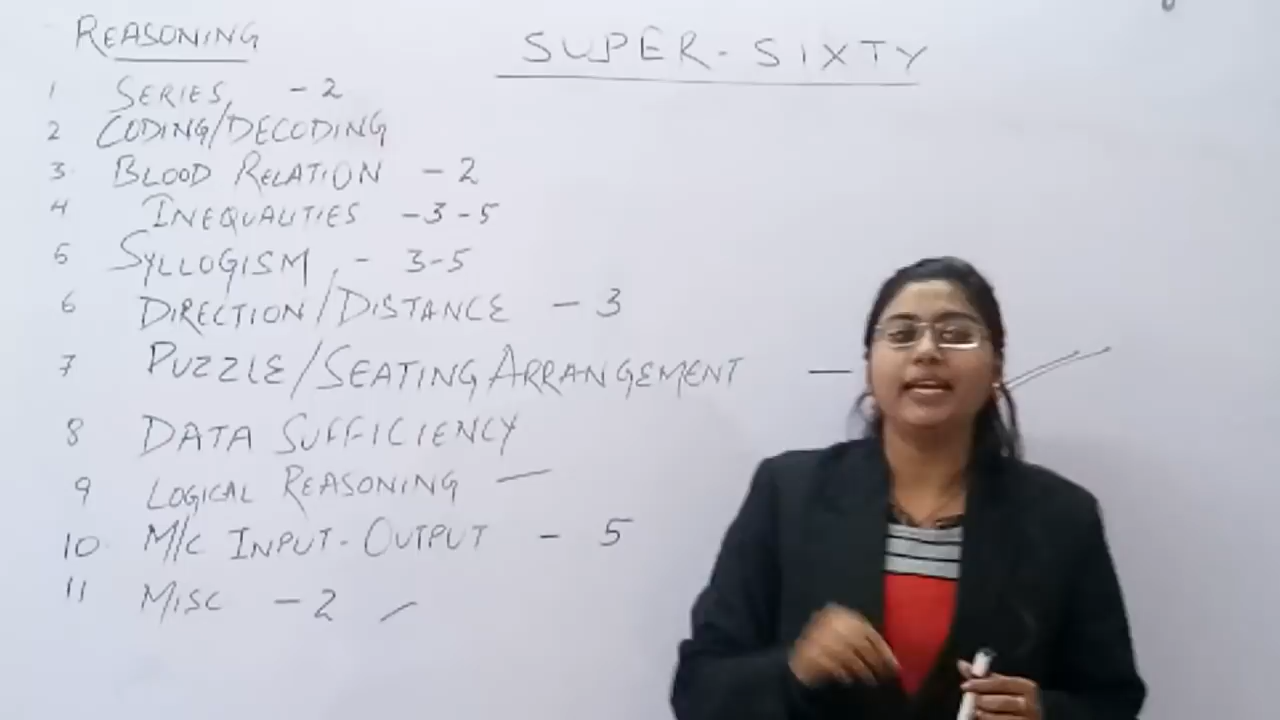 REASONING
SUPER-SIXTY
1 SERIES, - 2
2 CODING/DECODING
3. BLOOD RELATION - 2
4 INEQUALITIES - 3 - 5
5 SYLLOGISM, - 3-5
6 DIRECTION/DISTANCE - 3
7 PUZZLE/SEATING ARRANGEMENT -
8 DATA SUFFICIENCY
9 LOGICAL REASONING -
10. M/C INPUT-OUTPUT - 5
11 MISC - 2